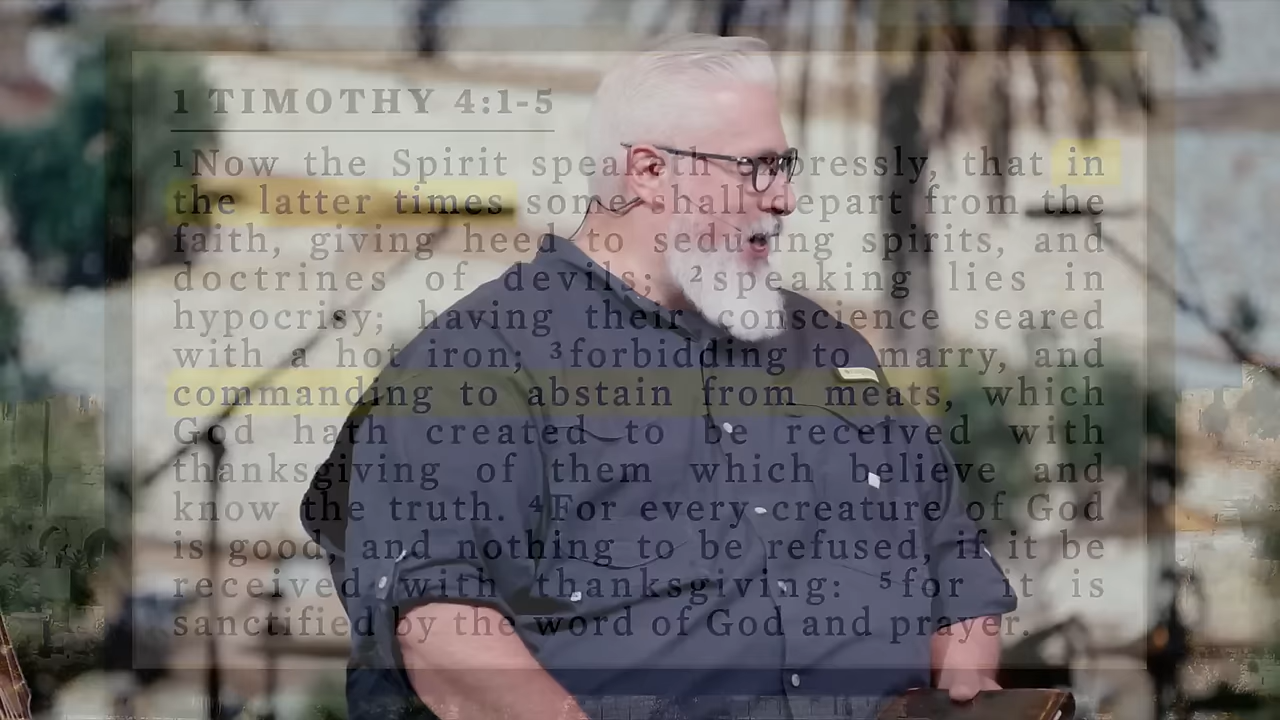 1 TIMOTHY 4:1-5
¹Now the Spirit speaketh expressly, that in
the latter times some shall depart from the
faith, giving heed to seducing spirits, and
doctrines of devils; ²speaking lies in
hypocrisy; having their conscience seared
with a hot iron; ³forbidding to marry, and
commanding to abstain from meats, which
God hath created to be received with
thanksgiving of them which believe and
know the truth. ⁴For every creature of God
is good, and nothing to be refused, if it be
received with thanksgiving: ⁵for it is
sanctified by the word of God and prayer.